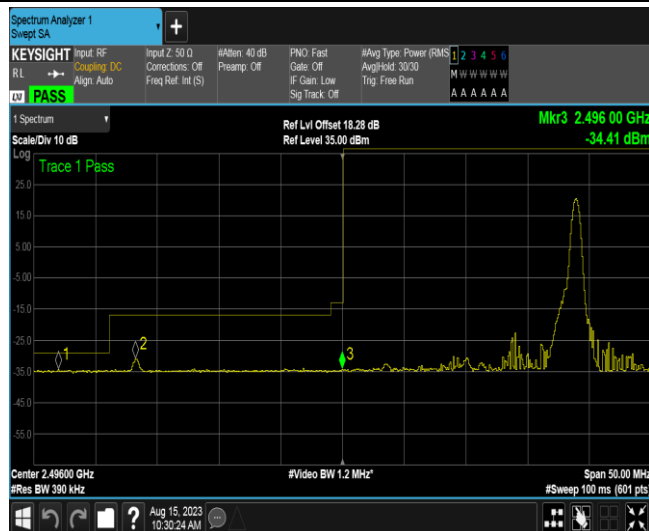 Spectrum Analyzer 1
Swept SA
+
KEYSIGHT
RL
LXI PASS
Input: RF
Coupling: DC
Align: Auto
Input Z: 50 Ω
Corrections: Off
Freq Ref: Int (S)
#Atten: 40 dB
Preamp: Off
PNO: Fast
Gate: Off
IF Gain: Low
Sig Track: Off
#Avg Type: Power (RMS
Avg|Hold: 30/30
Trig: Free Run
1 2 3 4 5 6
M W W W W W
A A A A A A
1 Spectrum
Scale/Div 10 dB
Ref Lvl Offset 18.28 dB
Ref Level 35.00 dBm
Mkr3 2.496 00 GHz
-34.41 dBm
Log
Trace 1 Pass
25.0
15.0
5.00
-5.00
-15.0
-25.0
-35.0
-45.0
-55.0
1
2
3
Center 2.49600 GHz
#Res BW 390 kHz
#Video BW 1.2 MHz*
Span 50.00 MHz
#Sweep 100 ms (601 pts)
?
Aug 15, 2023
10:30:24 AM